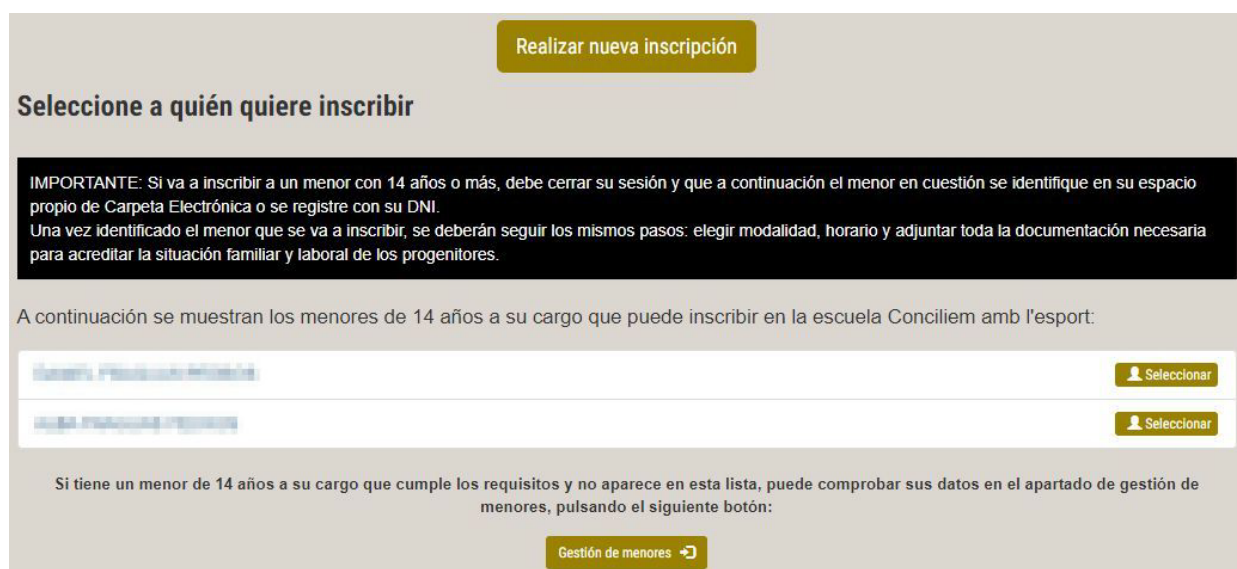 Realizar nueva inscripción
Seleccione a quién quiere inscribir
IMPORTANTE: Si va a inscribir a un menor con 14 años o más, debe cerrar su sesión y que a continuación el menor en cuestión se identifique en su espacio
propio de Carpeta Electrónica o se registre con su DNI.
Una vez identificado el menor que se va a inscribir, se deberán seguir los mismos pasos: elegir modalidad, horario y adjuntar toda la documentación necesaria
para acreditar la situación familiar y laboral de los progenitores.
A continuación se muestran los menores de 14 años a su cargo que puede inscribir en la escuela Conciliem amb l'esport:
Seleccionar
Seleccionar
Si tiene un menor de 14 años a su cargo que cumple los requisitos y no aparece en esta lista, puede comprobar sus datos en el apartado de gestión de
menores, pulsando el siguiente botón:
Gestión de menores